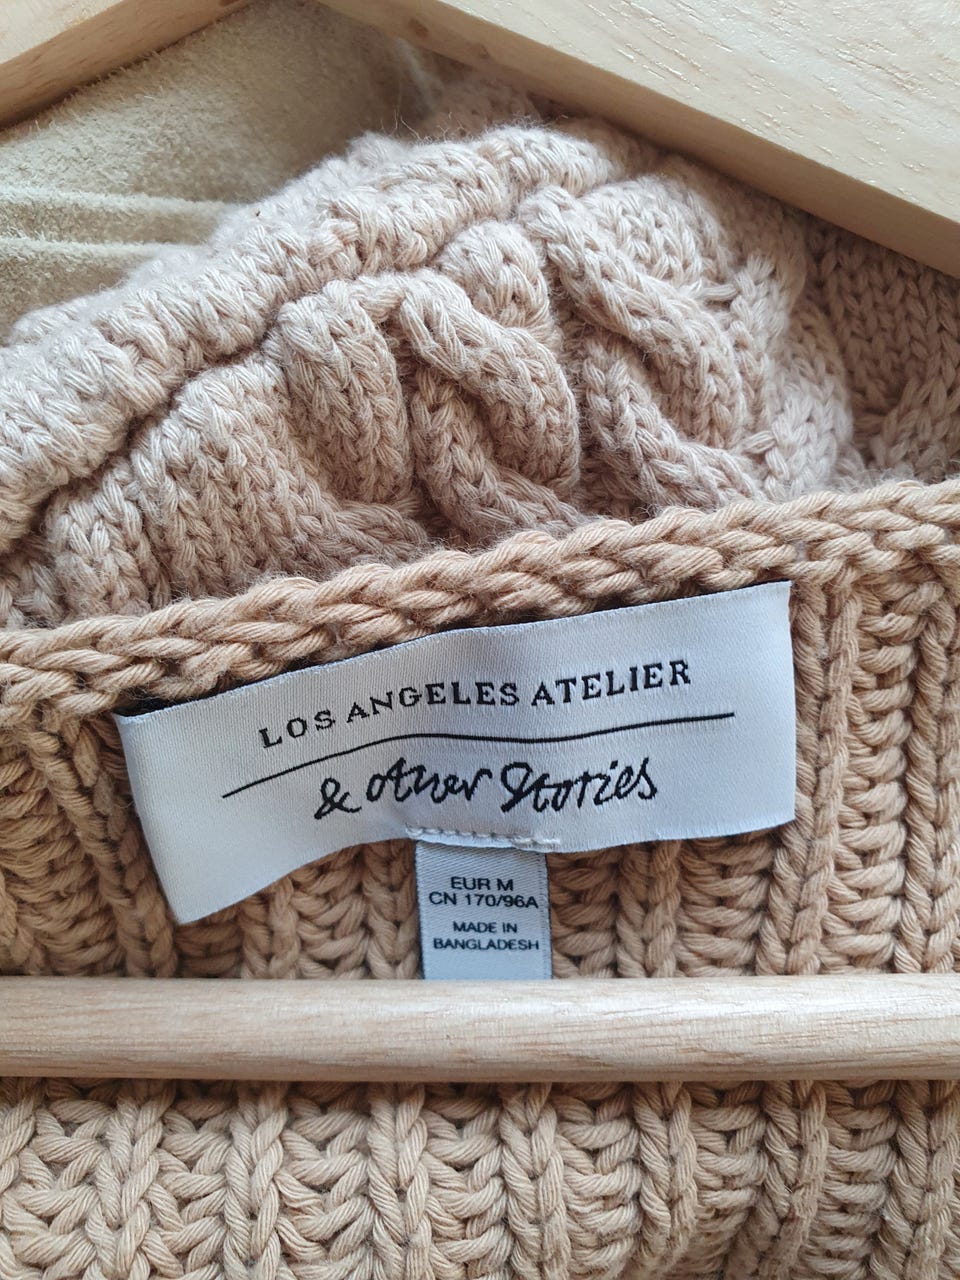 LOS ANGELES ATELIER
& other Stories
EUR M
CN 170/96A
MADE IN
BANGLADESH